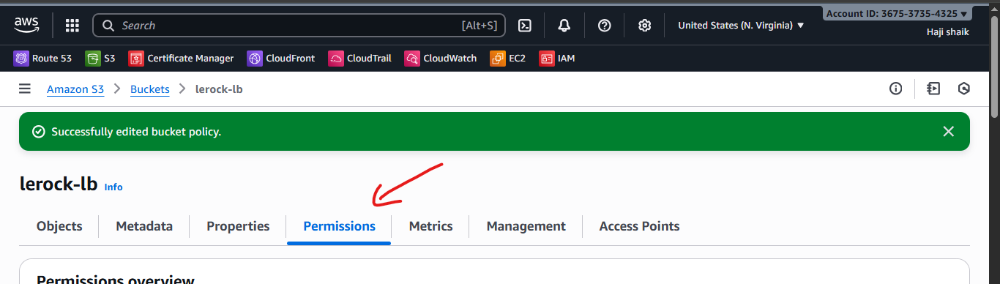 aws
Search [Alt+S]
Account ID: 3675-3735-4325
United States (N. Virginia)
Haji shaik
Route 53 S3 Certificate Manager CloudFront CloudTrail CloudWatch EC2 IAM
Amazon S3 > Buckets > lerock-lb
Successfully edited bucket policy.
lerock-lb Info
Objects Metadata Properties Permissions Metrics Management Access Points
Permissions overview